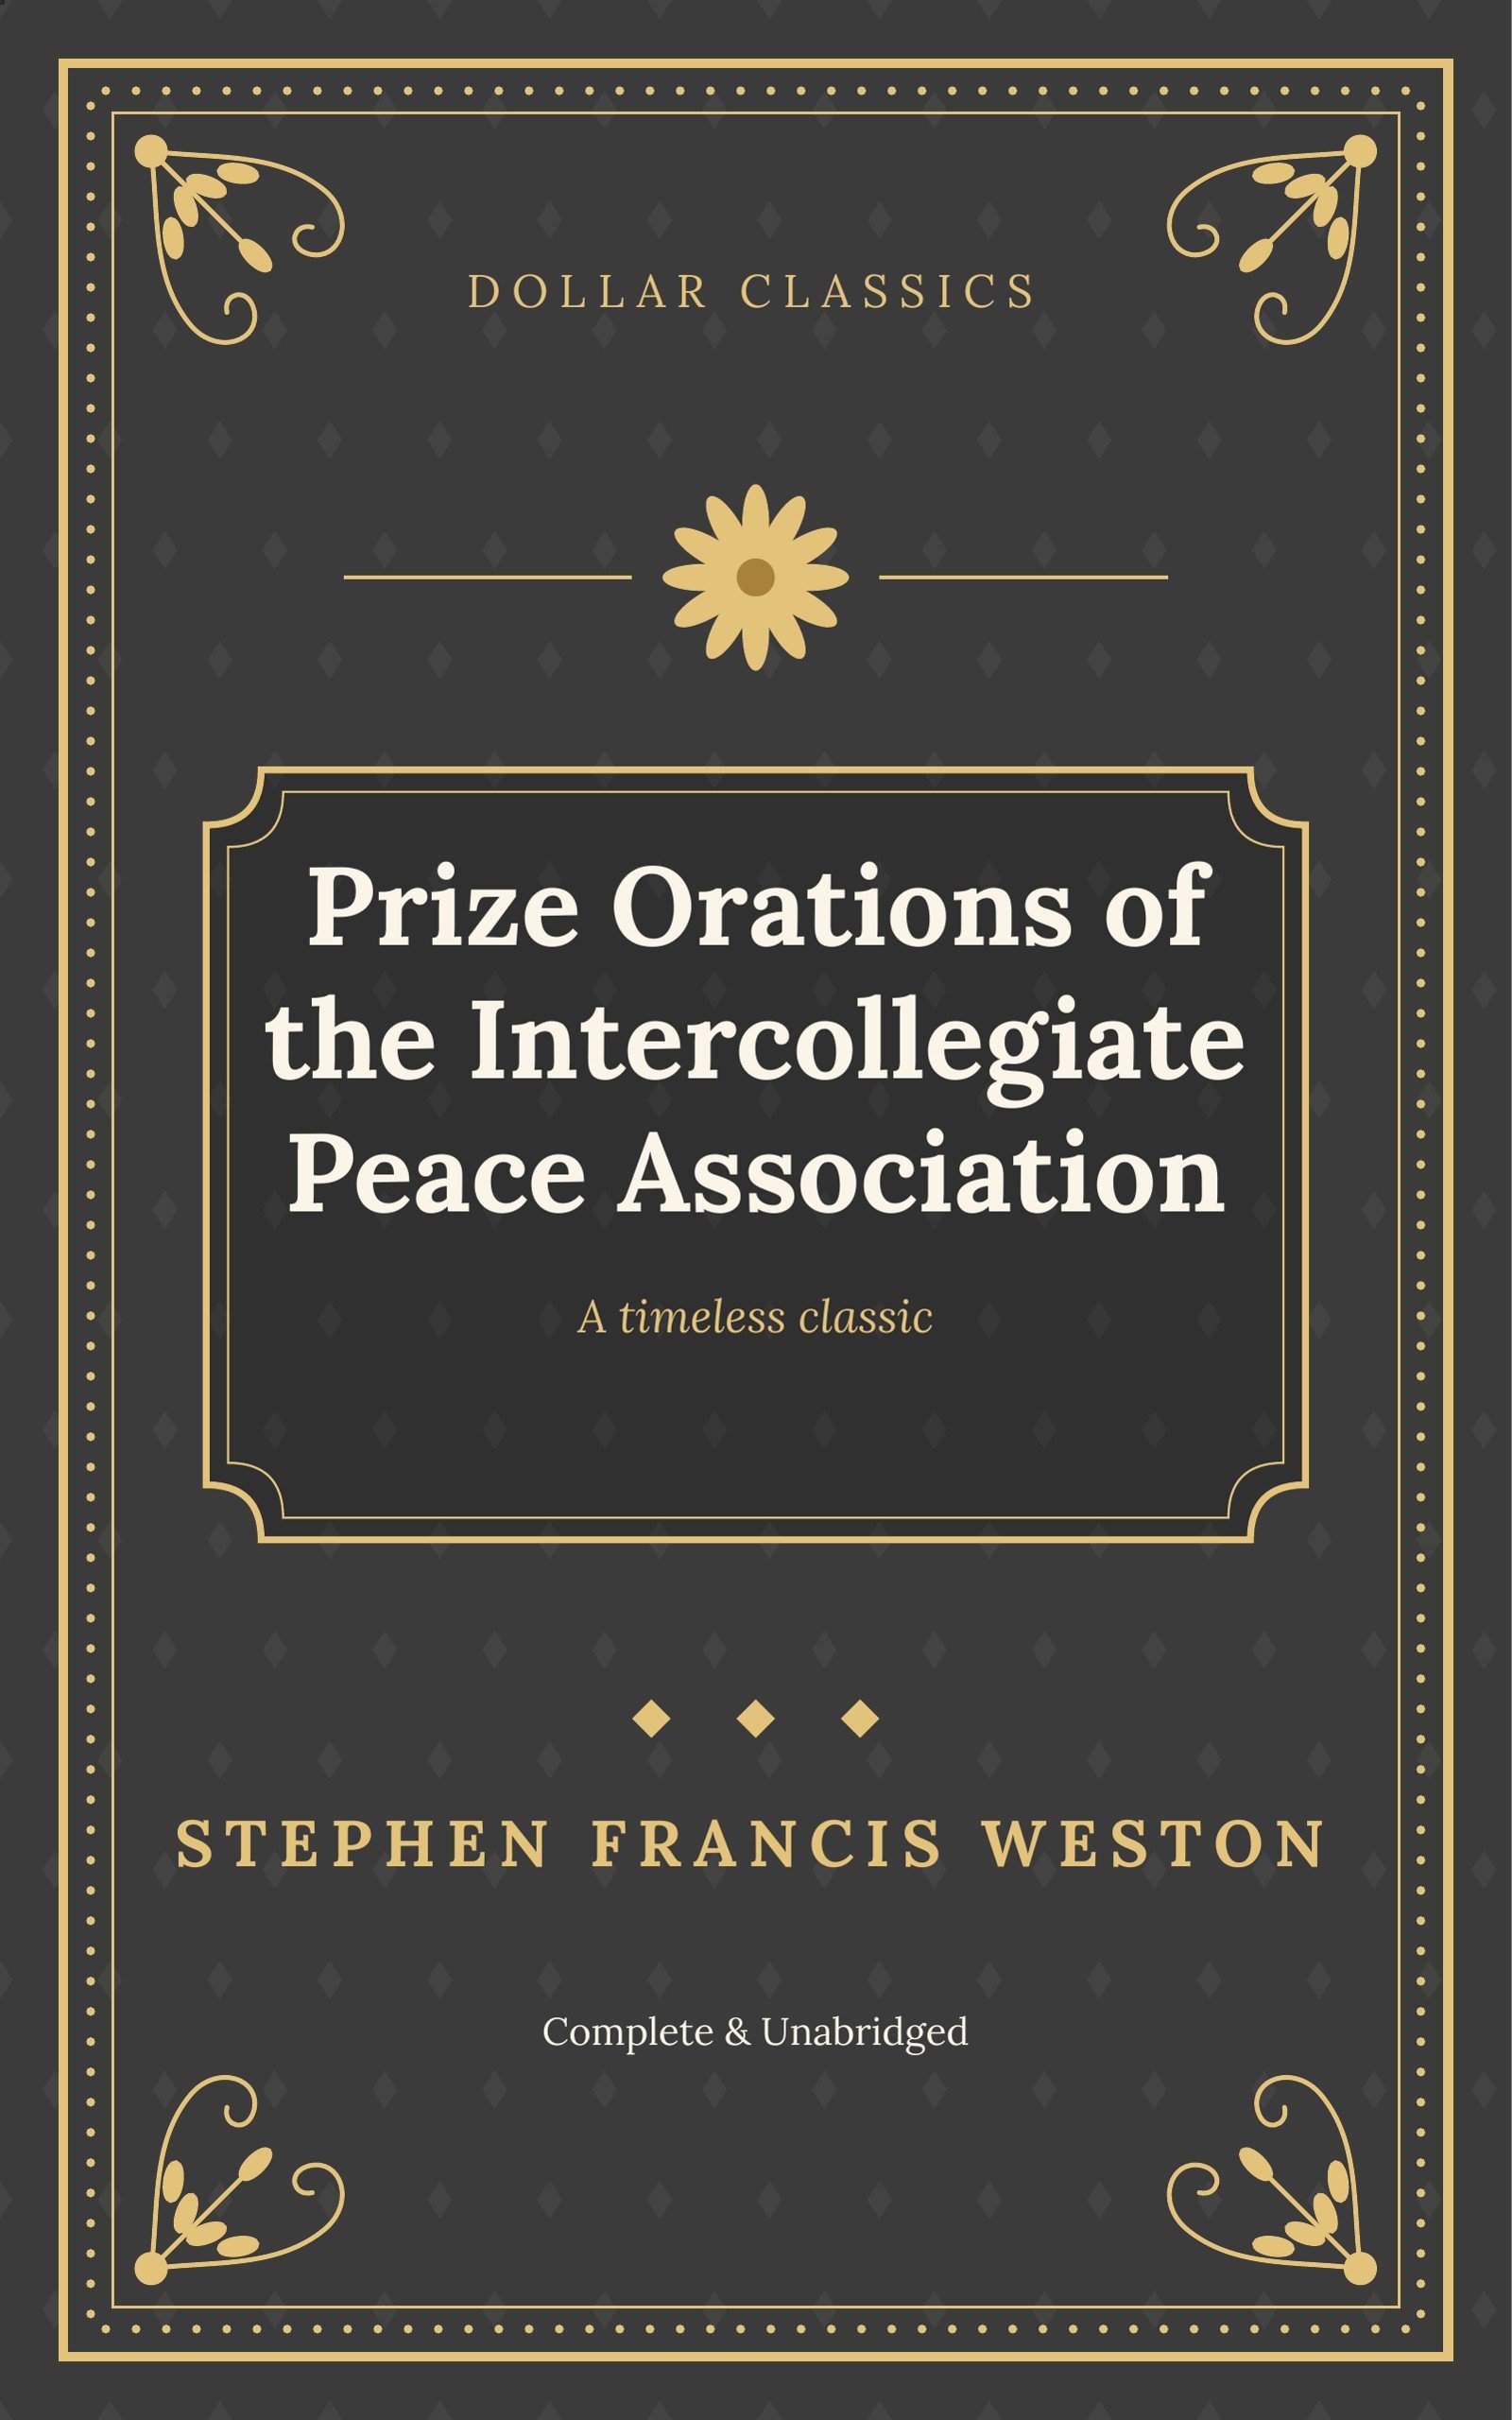 DOLLAR CLASSICS
Prize Orations of
the Intercollegiate
Peace Association
A timeless classic
STEPHEN FRANCIS WESTON
Complete & Unabridged